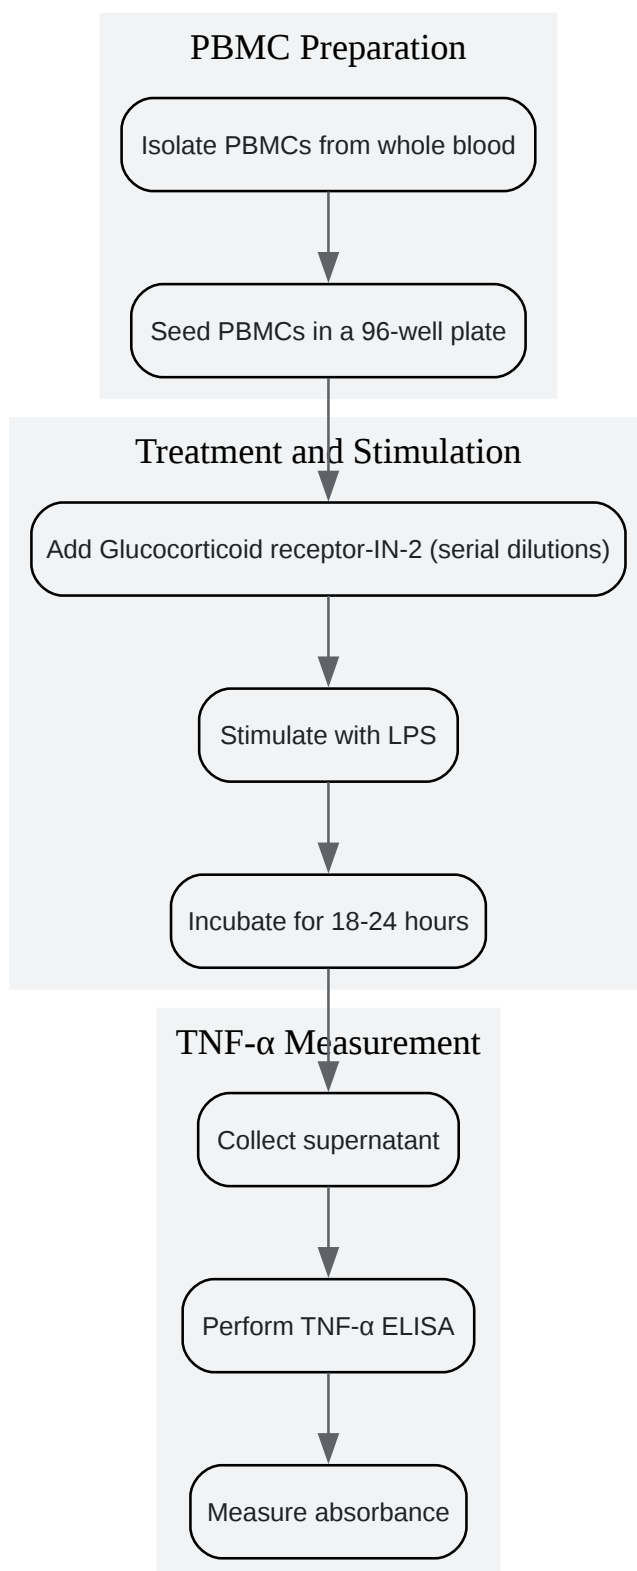 PBMC Preparation
Isolate PBMCs from whole blood
Seed PBMCs in a 96-well plate
Treatment and Stimulation
Add Glucocorticoid receptor-IN-2 (serial dilutions)
Stimulate with LPS
Incubate for 18-24 hours
TNF-α Measurement
Collect supernatant
Perform TNF-α ELISA
Measure absorbance